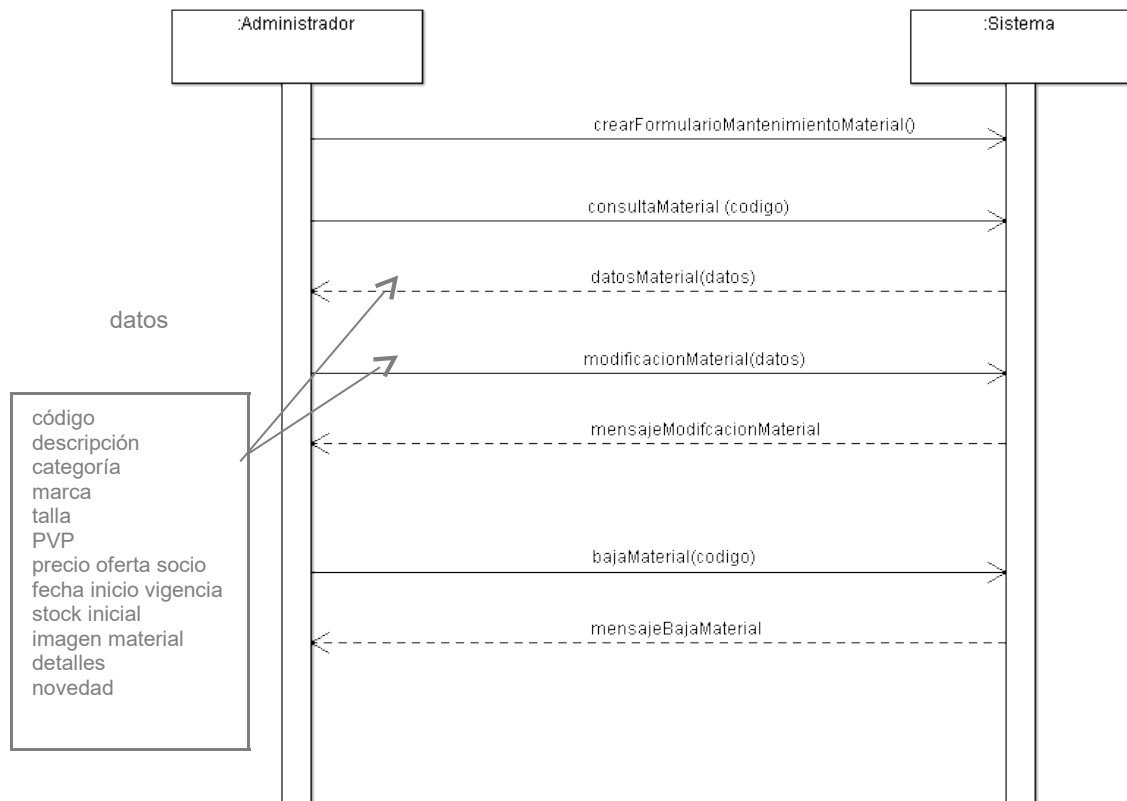 :Administrador
:Sistema
crearFormularioMantenimientoMaterial()
consultaMaterial (codigo)
datosMaterial(datos)
datos
modificacionMaterial(datos)
código
descripción
categoría
marca
talla
PVP
precio oferta socio
fecha inicio vigencia
stock inicial
imagen material
detalles
novedad
mensajeModifcacionMaterial
bajaMaterial(codigo)
mensajeBajaMaterial